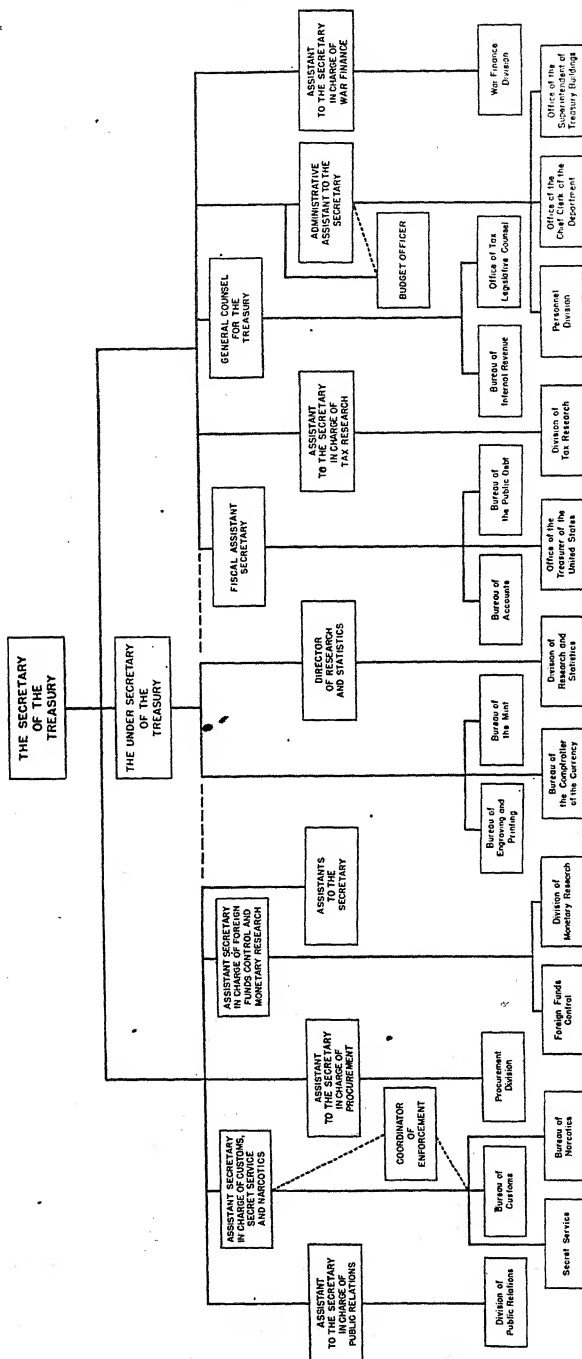 THE SECRETARY
OF THE
TREASURY
THE UNDER SECRETARY
OF THE
TREASURY
ASSISTANT
TO THE SECRETARY
IN CHARGE OF
PUBLIC RELATIONS
ASSISTANT SECRETARY
IN CHARGE OF CUSTOMS,
SECRET SERVICE
AND NARCOTICS
ASSISTANT
TO THE SECRETARY
IN CHARGE OF
PROCUREMENT
ASSISTANT SECRETARY
IN CHARGE OF FOREIGN
FUNDS CONTROL AND
MONETARY RESEARCH
ASSISTANTS
TO THE
SECRETARY
DIRECTOR
OF RESEARCH
AND STATISTICS
FISCAL ASSISTANT
SECRETARY
ASSISTANT
TO THE SECRETARY
IN CHARGE OF
TAX RESEARCH
GENERAL COUNSEL
FOR THE
TREASURY
ADMINISTRATIVE
ASSISTANT TO THE
SECRETARY
ASSISTANT
TO THE SECRETARY
IN CHARGE OF
WAR FINANCE
COORDINATOR
OF
ENFORCEMENT
BUDGET OFFICER
Division of
Public Relations
Bureau of
Customs
Procurement
Division
Bureau of
Engraving and
Printing
Bureau of
the Mint
Bureau of
Accounts
Bureau of
the Public Debt
Bureau of
Internal Revenue
Office of Tax
Legislative Counsel
War Finance
Division
Secret Service
Bureau of
Narcotics
Foreign Funds
Control
Division of
Monetary Research
Bureau of
the Comptroller
of the Currency
Division of
Research and
Statistics
Office of the
Treasurer of the
United States
Division of
Tax Research
Personnel
Division
Office of the
Chief Clerk of the
Department
Office of the
Superintendent of
Treasury Buildings